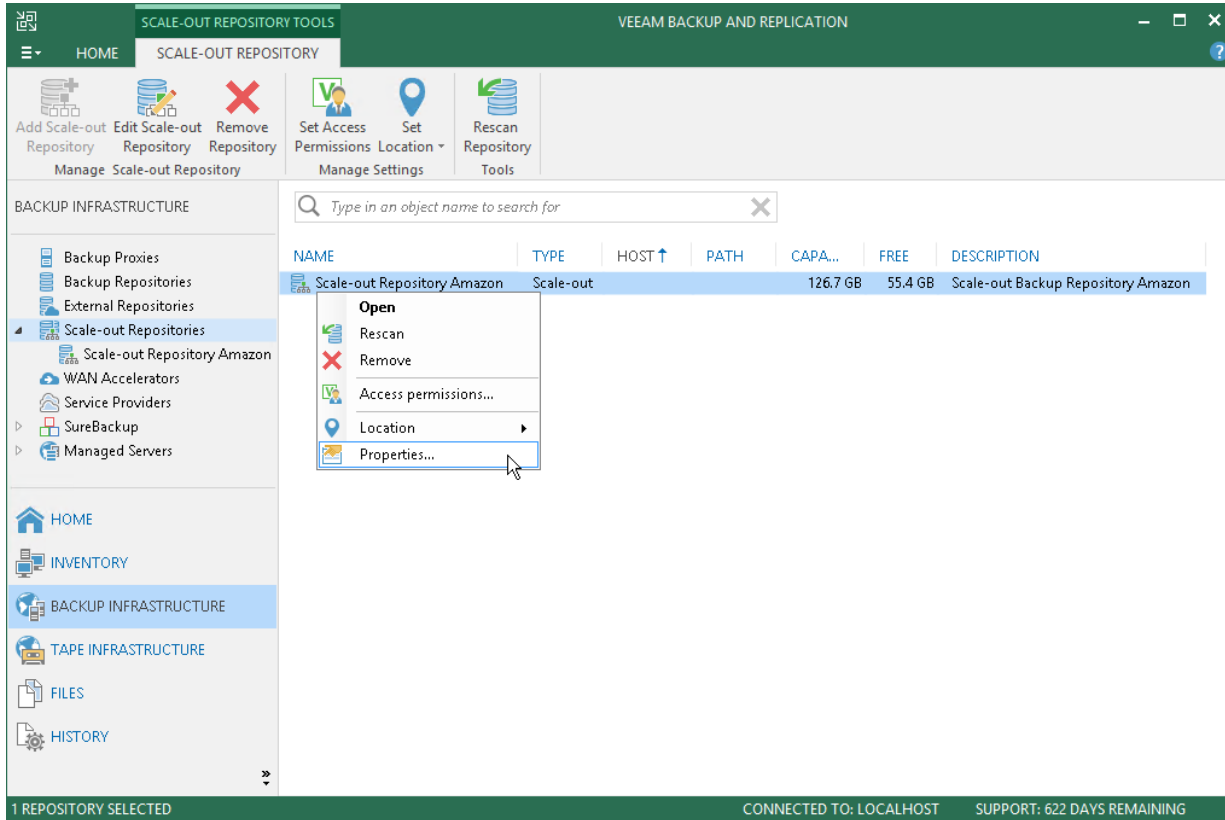 SCALE-OUT REPOSITORY TOOLS
VEEAM BACKUP AND REPLICATION
HOME
SCALE-OUT REPOSITORY
Add Scale-out Repository
Edit Scale-out Repository
Remove Repository
Manage Scale-out Repository
Set Access Permissions
Set Location
Manage Settings
Rescan Repository
Tools
BACKUP INFRASTRUCTURE
Backup Proxies
Backup Repositories
External Repositories
Scale-out Repositories
Scale-out Repository Amazon
WAN Accelerators
Service Providers
SureBackup
Managed Servers
HOME
INVENTORY
BACKUP INFRASTRUCTURE
TAPE INFRASTRUCTURE
FILES
HISTORY
Type in an object name to search for
NAME TYPE HOST PATH CAPA... FREE DESCRIPTION
Scale-out Repository Amazon Scale-out 126.7 GB 55.4 GB Scale-out Backup Repository Amazon
Open
Rescan
Remove
Access permissions...
Location
Properties...
1 REPOSITORY SELECTED
CONNECTED TO: LOCALHOST
SUPPORT: 622 DAYS REMAINING